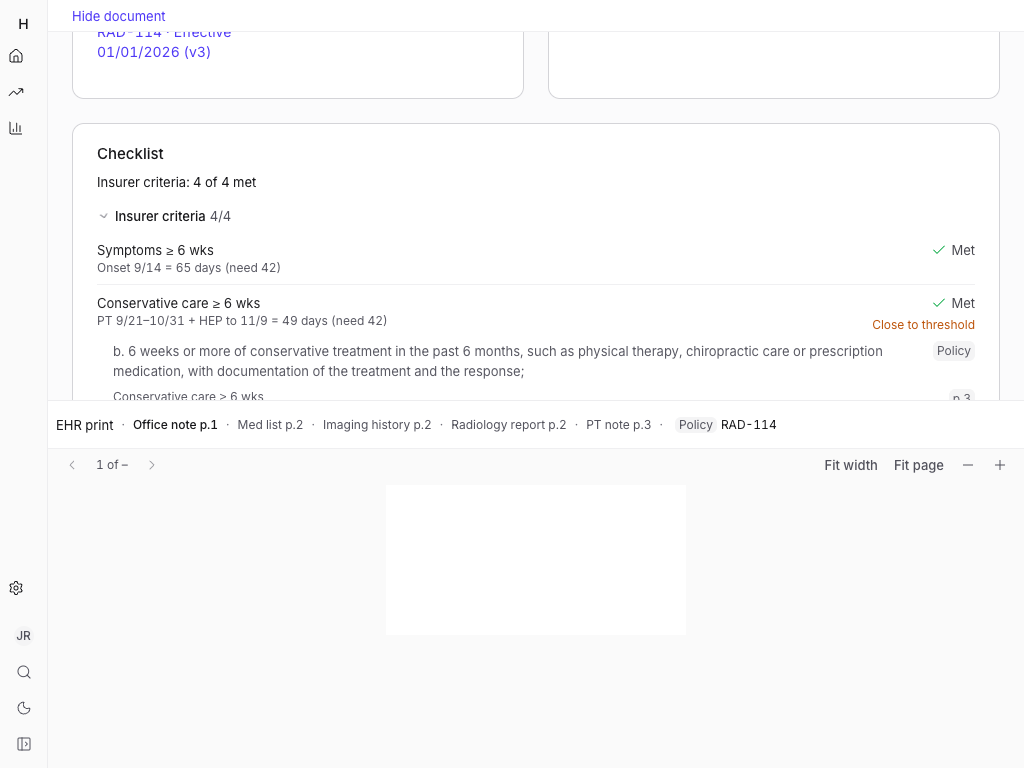 H
Hide document
RAD-114 · Effective
01/01/2026 (v3)
Checklist
Insurer criteria: 4 of 4 met
Insurer criteria 4/4
Symptoms ≥ 6 wks
Met
Onset 9/14 = 65 days (need 42)
Conservative care ≥ 6 wks
Met
PT 9/21–10/31 + HEP to 11/9 = 49 days (need 42)
Close to threshold
b. 6 weeks or more of conservative treatment in the past 6 months, such as physical therapy, chiropractic care or prescription
medication, with documentation of the treatment and the response;
Policy
Conservative care ≥ 6 wks
p.3
EHR print · Office note p.1 · Med list p.2 · Imaging history p.2 · Radiology report p.2 · PT note p.3 · Policy RAD-114
1 of –
Fit width
Fit page
JR